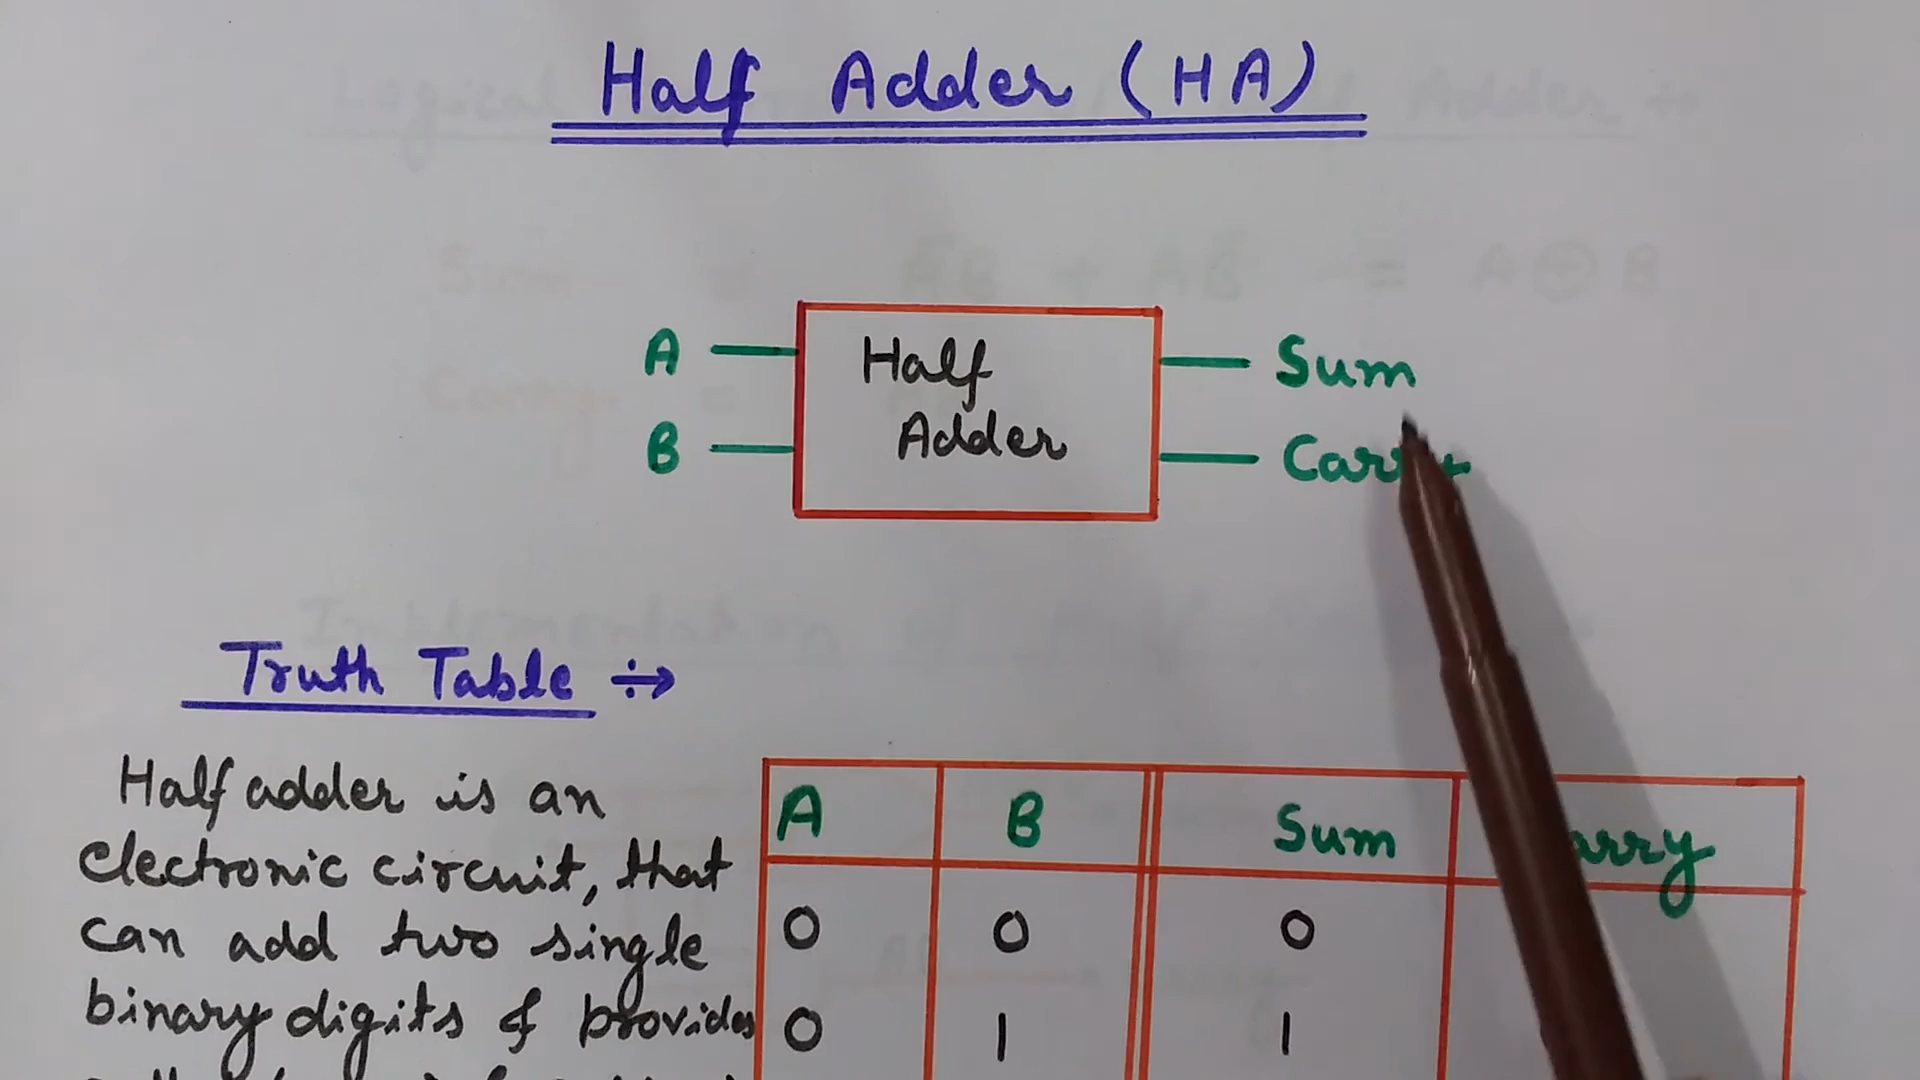 Half Adder (HA)
A
Half
Adder
Sum
B
Truth Table ÷→
Half adder is an
electronic circuit, that
can add two single
binary digits & provides
A B Sum
0 0 0
0 1 1